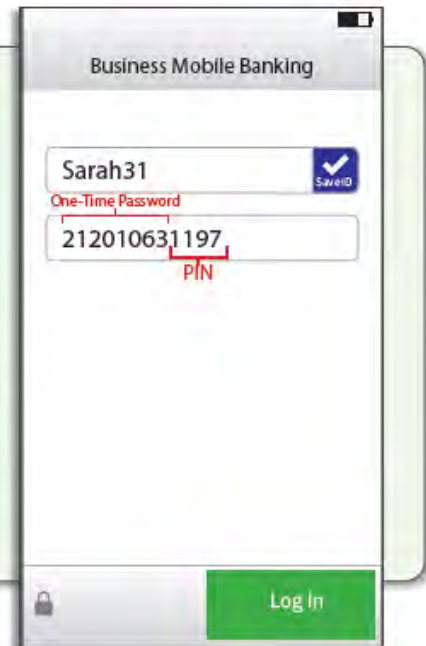 Business Mobile Banking
Sarah31
SaveID
One-Time Password
212010631197
PIN
Log In